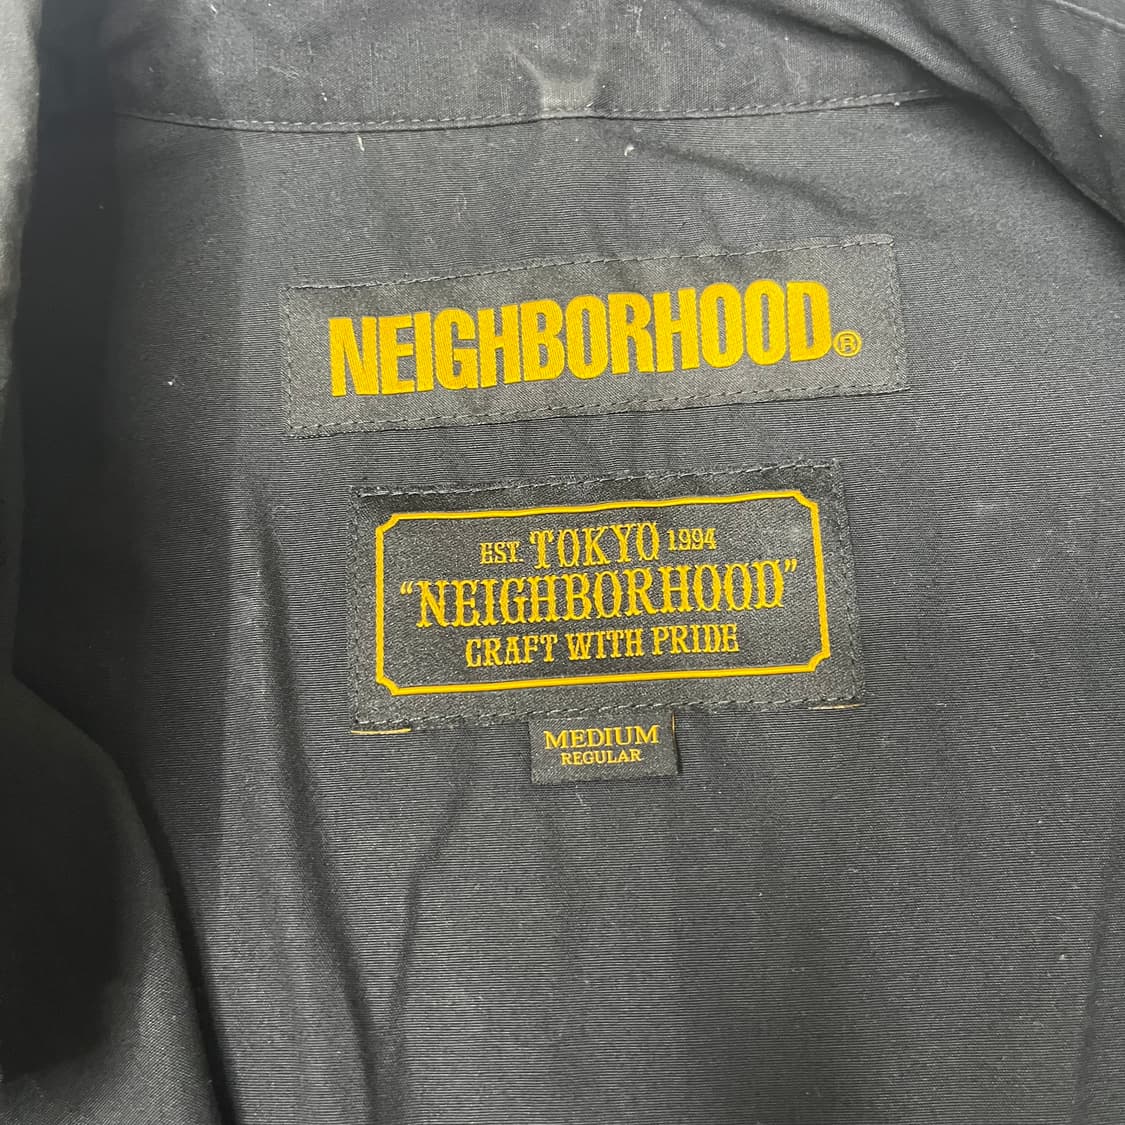 NEIGHBORHOOD®
EST. TOKYO 1994
“NEIGHBORHOOD”
CRAFT WITH PRIDE
MEDIUM
REGULAR